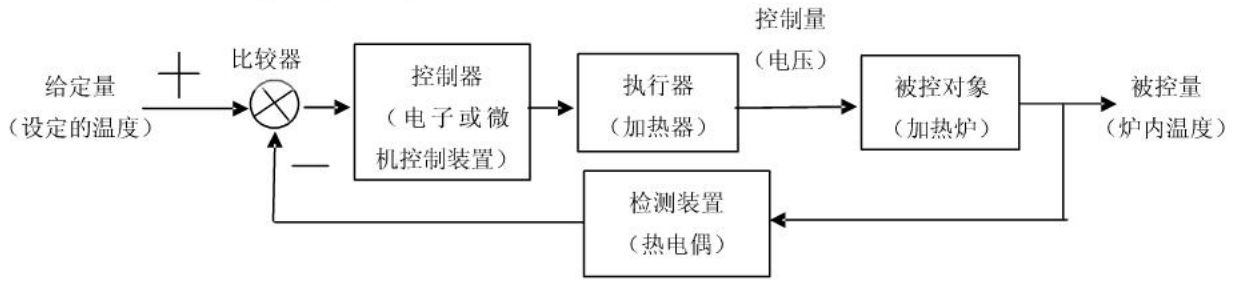 给定量
（设定的温度）
+
比较器
−
控制器
（电子或微
机控制装置）
执行器
（加热器）
控制量
（电压）
被控对象
（加热炉）
被控量
（炉内温度）
检测装置
（热电偶）